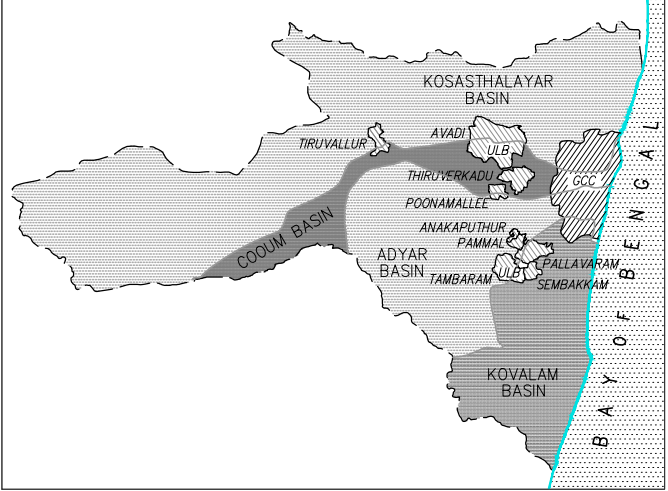 KOSASTHALAYAR
BASIN
TIRUVALLUR
AVADI
ULB
THIRUVERKADU
POONAMALLEE
GCC
COOUM BASIN
ANAKAPUTHUR
PAMMAL
ADYAR
BASIN
PALLAVARAM
TAMBARAM
ULB
SEMBAKKAM
KOVALAM
BASIN
BAY OF BENGAL